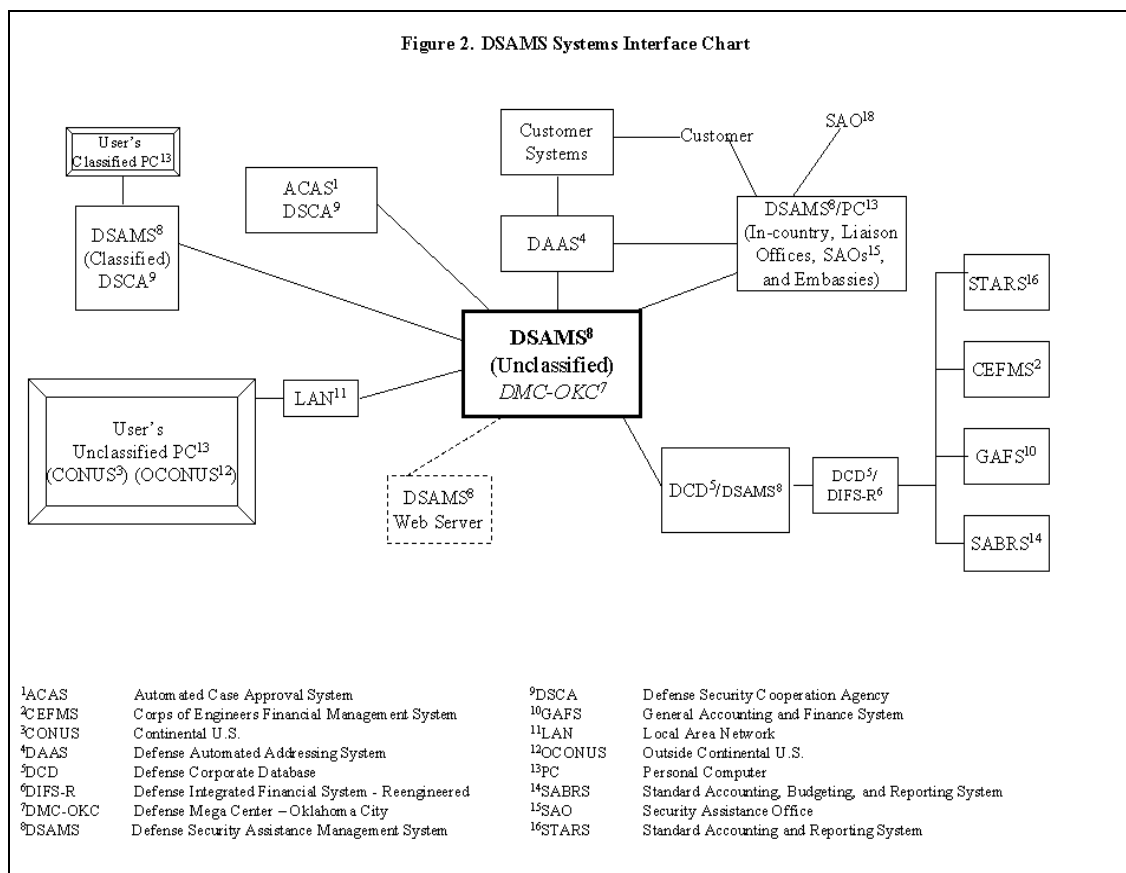 Figure 2. DSAMS Systems Interface Chart
User's
Classified PC¹³
DSAMS⁸
(Classified)
DSCA⁹
ACAS¹
DSCA⁹
Customer
Systems
Customer
SAO¹⁸
DAAS⁴
DSAMS⁸/PC¹³
(In-country, Liaison
Offices, SAOs¹⁵,
and Embassies)
DSAMS⁸
(Unclassified)
DMC-OKC⁷
LAN¹¹
User's
Unclassified PC¹³
(CONUS³) (OCONUS¹²)
DSAMS⁸
Web Server
DCD⁵/DSAMS⁸
DCD⁵/
DIFS-R⁶
STARS¹⁶
CEFMS²
GAFS¹⁰
SABRS¹⁴
¹ACAS Automated Case Approval System
²CEFMS Corps of Engineers Financial Management System
³CONUS Continental U.S.
⁴DAAS Defense Automated Addressing System
⁵DCD Defense Corporate Database
⁶DIFS-R Defense Integrated Financial System - Reengineered
⁷DMC-OKC Defense Mega Center – Oklahoma City
⁸DSAMS Defense Security Assistance Management System
⁹DSCA Defense Security Cooperation Agency
¹⁰GAFS General Accounting and Finance System
¹¹LAN Local Area Network
¹²OCONUS Outside Continental U.S.
¹³PC Personal Computer
¹⁴SABRS Standard Accounting, Budgeting, and Reporting System
¹⁵SAO Security Assistance Office
¹⁶STARS Standard Accounting and Reporting System